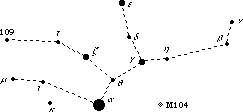 ε
ν
109 τ δ
ζ γ η β
μ ι θ
κ α M104